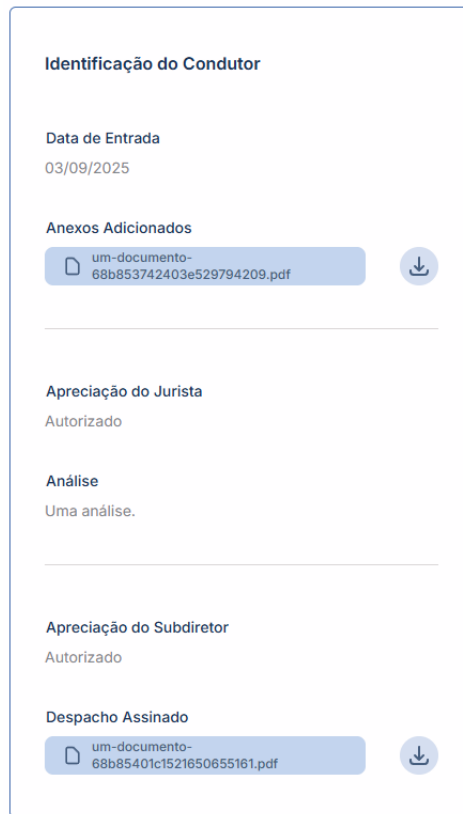 Identificação do Condutor
Data de Entrada
03/09/2025
Anexos Adicionados
um-documento-
68b853742403e529794209.pdf
Apreciação do Jurista
Autorizado
Análise
Uma análise.
Apreciação do Subdiretor
Autorizado
Despacho Assinado
um-documento-
68b85401c1521650655161.pdf